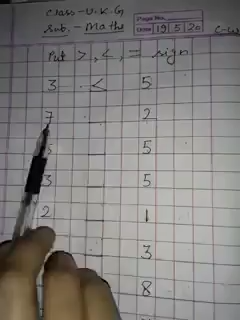 Class - U.K.G
Sub. - Maths
Page No.
Date 19 5 20
C-W
Put >, <, = sign
3 < 5
7 _ 2
5 _ 5
3 _ 5
2 _ 1
_ 3
8